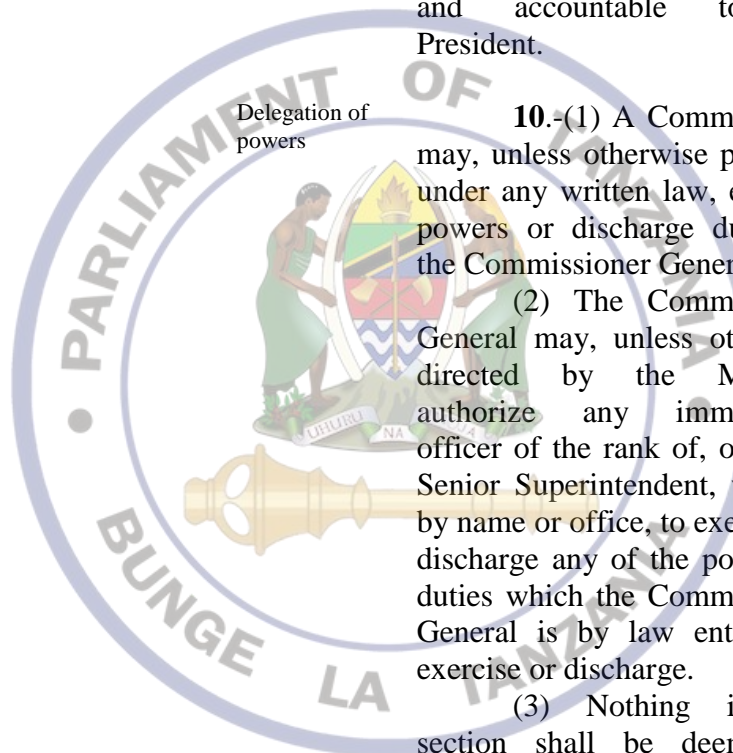 and accountable to
President.
Delegation of
powers
10.-(1) A Comm
may, unless otherwise p
under any written law, e
powers or discharge du
the Commissioner Gener
(2) The Comm
General may, unless ot
directed by the M
authorize any imm
officer of the rank of, o
Senior Superintendent,
by name or office, to exe
discharge any of the po
duties which the Comm
General is by law ent
exercise or discharge.
(3) Nothing i
section shall be deer
PARLIAMENT OF TANZANIA
BUNGE LA TANZANIA
UHURU NA